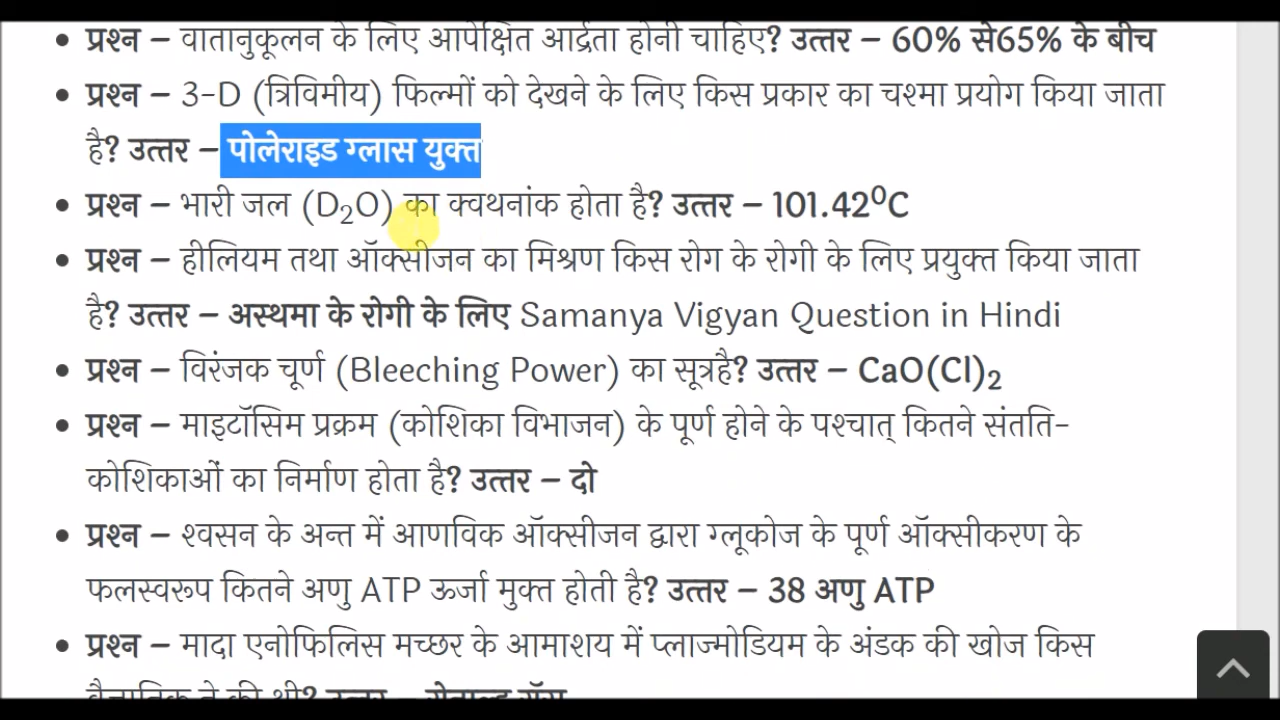 • प्रश्न – वातानुकूलन के लिए आपेक्षित आर्द्रता होनी चाहिए? उत्तर – 60% से65% के बीच
• प्रश्न – 3-D (त्रिविमीय) फिल्मों को देखने के लिए किस प्रकार का चश्मा प्रयोग किया जाता
है? उत्तर – पोलेराइड ग्लास युक्त
• प्रश्न – भारी जल (D₂O) का क्वथनांक होता है? उत्तर – 101.42⁰C
• प्रश्न – हीलियम तथा ऑक्सीजन का मिश्रण किस रोग के रोगी के लिए प्रयुक्त किया जाता
है? उत्तर – अस्थमा के रोगी के लिए Samanya Vigyan Question in Hindi
• प्रश्न – विरंजक चूर्ण (Bleeching Power) का सूत्रहै? उत्तर – CaO(Cl)₂
• प्रश्न – माइटॉसिम प्रक्रम (कोशिका विभाजन) के पूर्ण होने के पश्चात् कितने संतति-
कोशिकाओं का निर्माण होता है? उत्तर – दो
• प्रश्न – श्वसन के अन्त में आणविक ऑक्सीजन द्वारा ग्लूकोज के पूर्ण ऑक्सीकरण के
फलस्वरूप कितने अणु ATP ऊर्जा मुक्त होती है? उत्तर – 38 अणु ATP
• प्रश्न – मादा एनोफिलिस मच्छर के आमाशय में प्लाज्मोडियम के अंडक की खोज किस
वैज्ञानिक ने की थी? उत्तर – रोनाल्ड रॉस